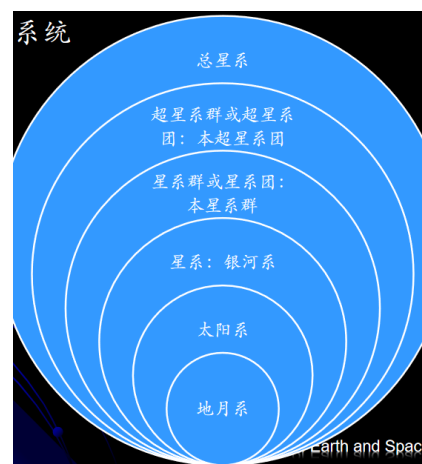 系统
总星系
超星系群或超星系
团：本超星系团
星系群或星系团：
本星系群
星系：银河系
太阳系
地月系
Earth and Spac